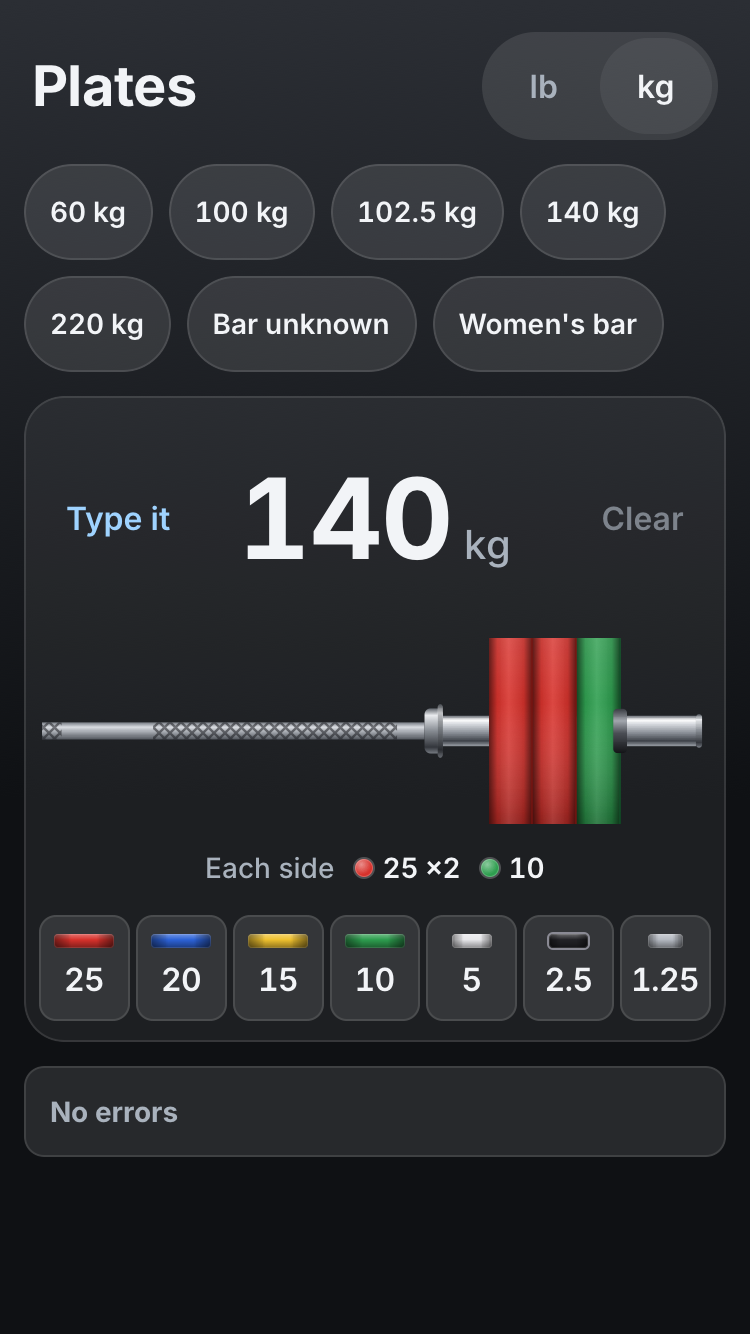 Plates
lb kg
60 kg 100 kg 102.5 kg 140 kg
220 kg Bar unknown Women's bar
Type it 140 kg Clear
Each side 25 ×2 10
25 20 15 10 5 2.5 1.25
No errors